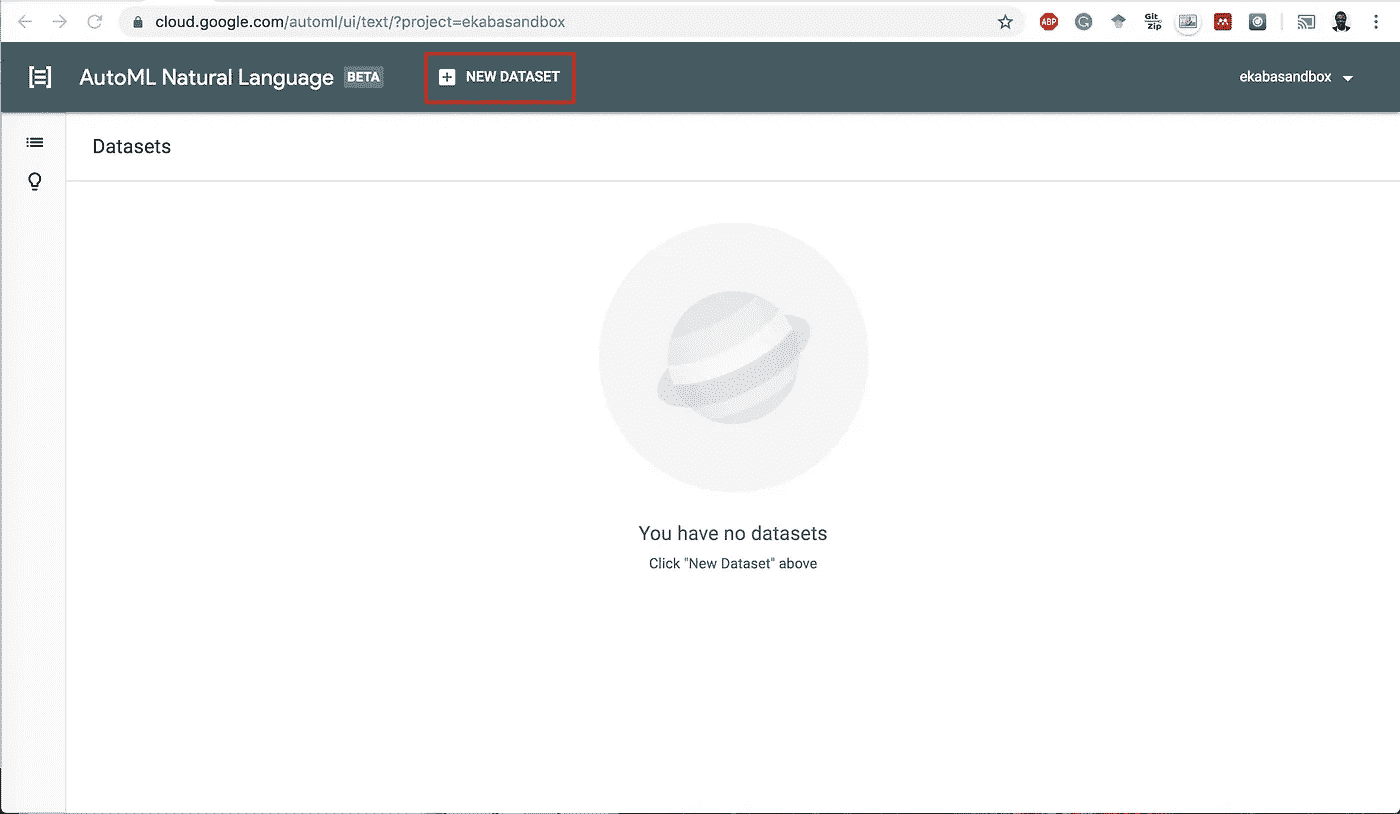 cloud.google.com/automl/ui/text/?project=ekabasandbox
ABP
Git
Zip
AutoML Natural Language BETA
NEW DATASET
ekabasandbox
Datasets
You have no datasets
Click "New Dataset" above